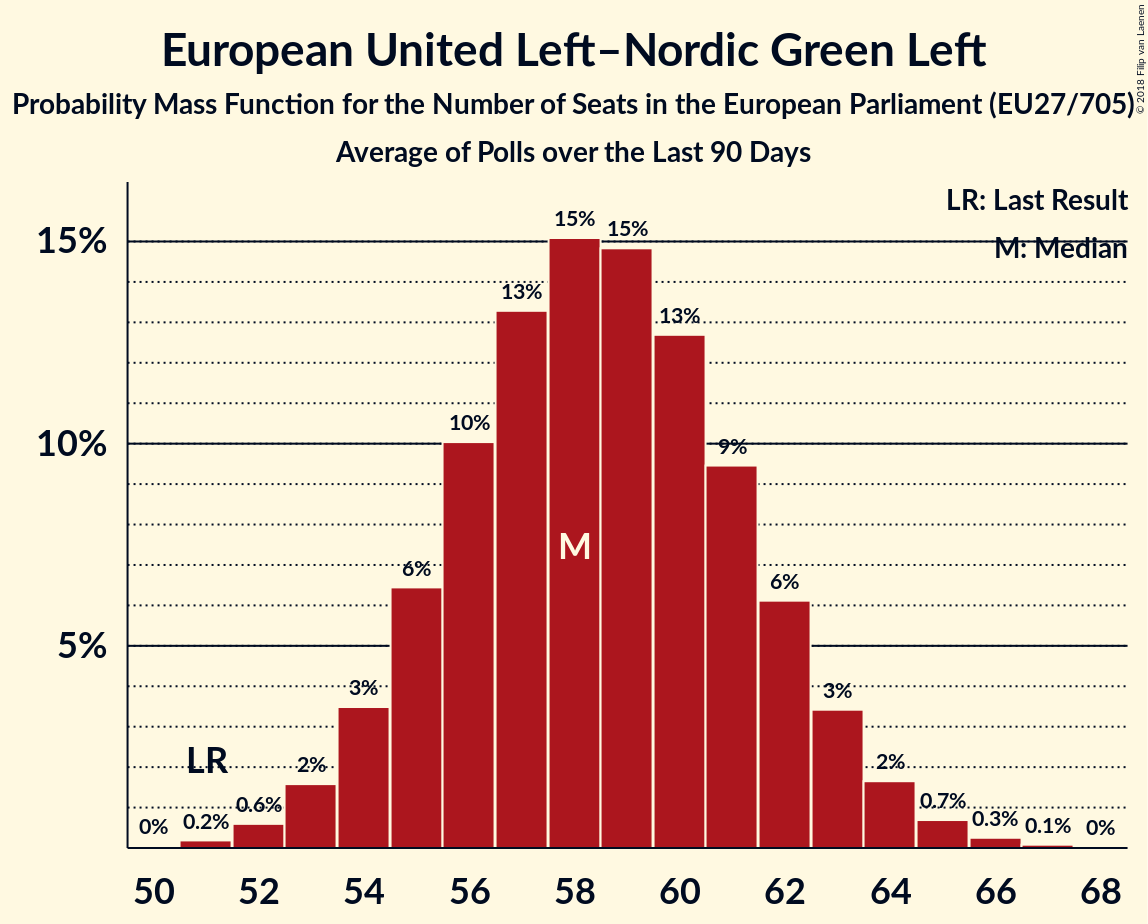 European United Left–Nordic Green Left
Probability Mass Function for the Number of Seats in the European Parliament (EU27/705)
Average of Polls over the Last 90 Days
© 2018 Filip van Laenen
LR: Last Result
M: Median
15%
10%
5%
0%
0.2%
0.6%
2%
3%
6%
10%
13%
15%
15%
13%
9%
6%
3%
2%
0.7%
0.3%
0.1%
0%
LR
M
50 52 54 56 58 60 62 64 66 68